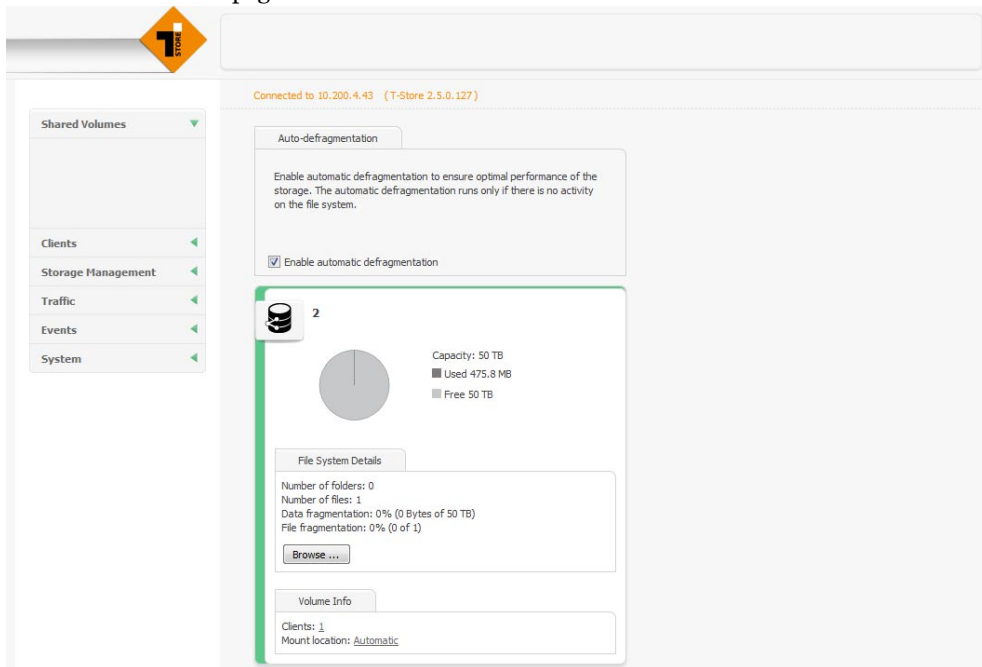 Ti
STORE
Connected to 10.200.4.43 (T-Store 2.5.0.127)
Shared Volumes
Clients
Storage Management
Traffic
Events
System
Auto-defragmentation
Enable automatic defragmentation to ensure optimal performance of the
storage. The automatic defragmentation runs only if there is no activity
on the file system.
Enable automatic defragmentation
2
Capacity: 50 TB
Used 475.8 MB
Free 50 TB
File System Details
Number of folders: 0
Number of files: 1
Data fragmentation: 0% (0 Bytes of 50 TB)
File fragmentation: 0% (0 of 1)
Browse ...
Volume Info
Clients: 1
Mount location: Automatic